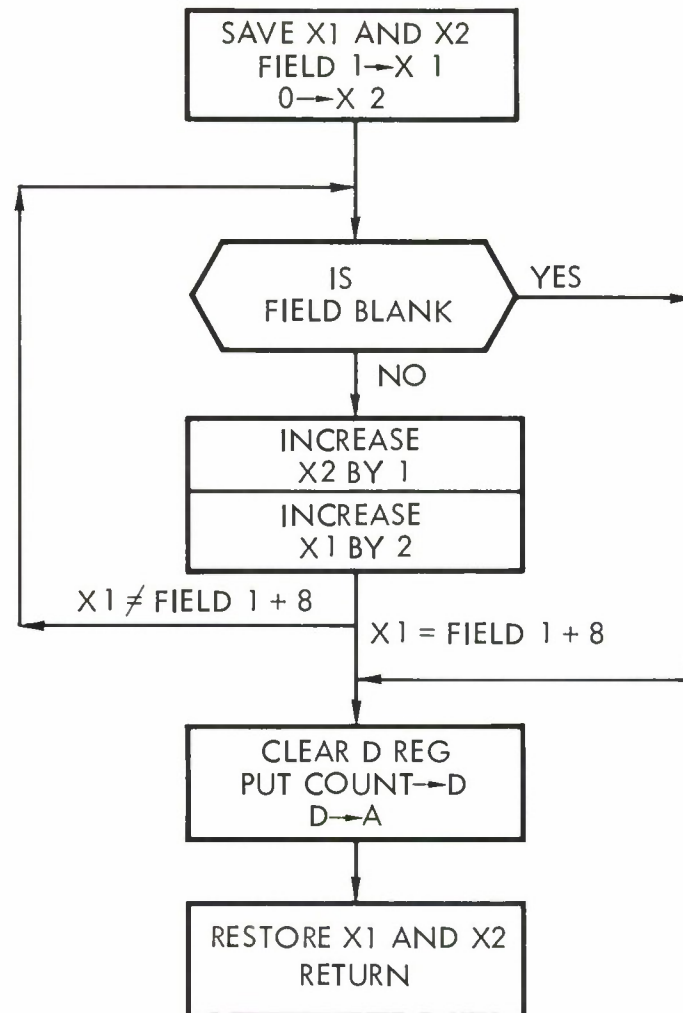 SAVE X1 AND X2
FIELD 1→X 1
0→X 2
IS
FIELD BLANK
YES
NO
INCREASE
X2 BY 1
INCREASE
X1 BY 2
X1 ≠ FIELD 1 + 8
X1 = FIELD 1 + 8
CLEAR D REG
PUT COUNT→D
D→A
RESTORE X1 AND X2
RETURN